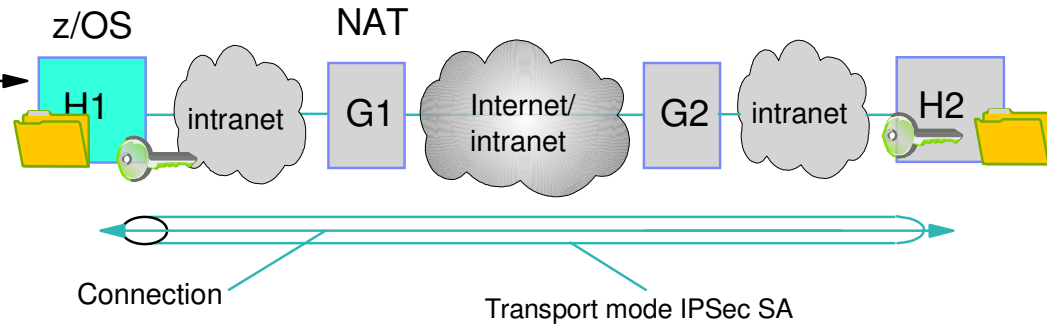 z/OS
NAT
H1
intranet
G1
Internet/
intranet
G2
intranet
H2
Connection
Transport mode IPSec SA